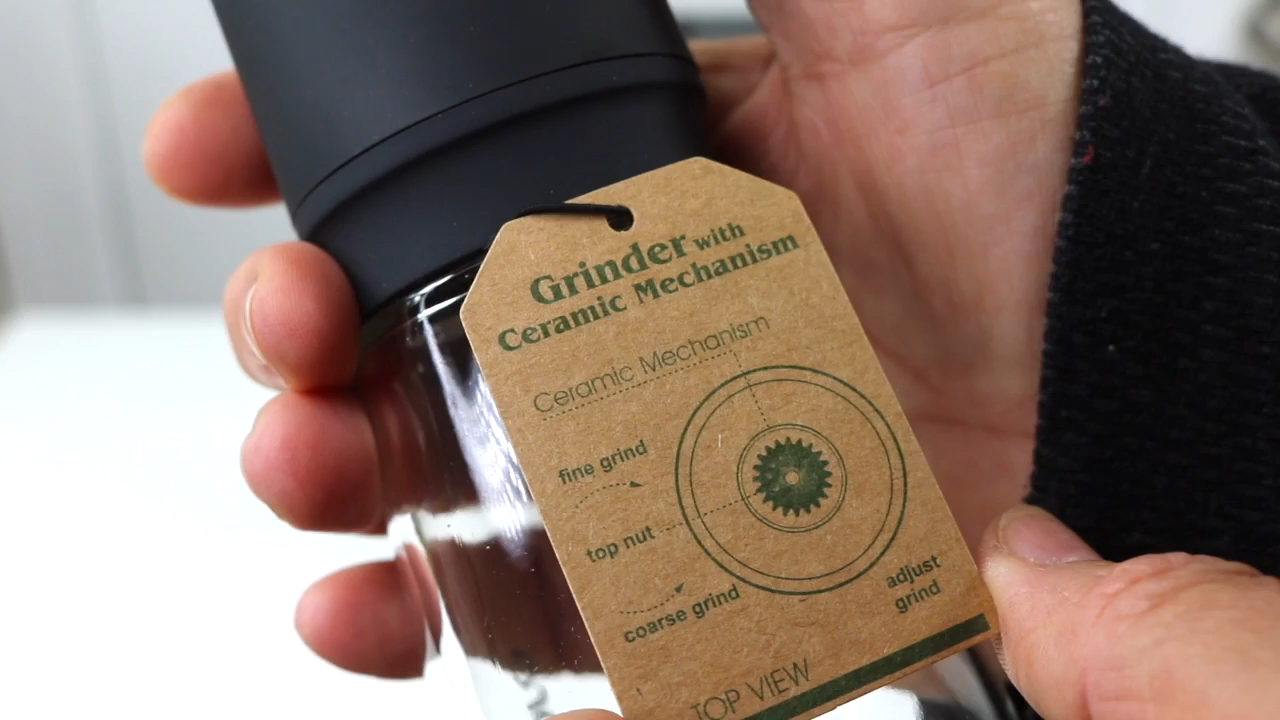 Grinder with
Ceramic Mechanism
Ceramic Mechanism
fine grind
top nut
coarse grind
adjust
grind
TOP VIEW